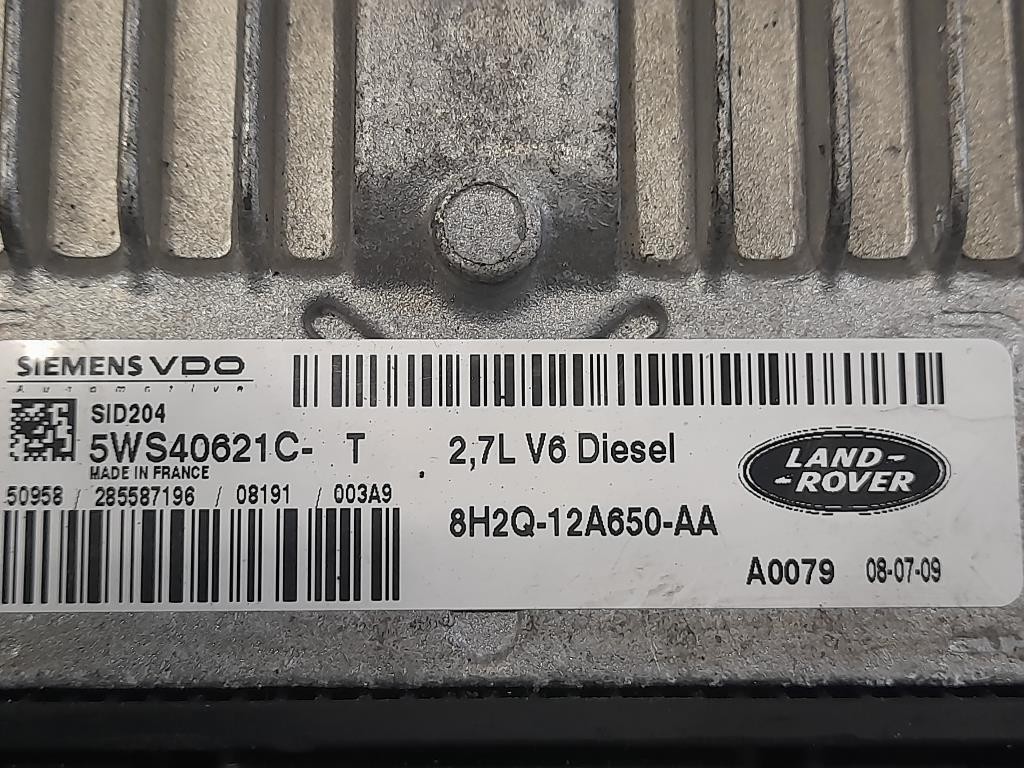 SIEMENS VDO
Automotive
SID204
5WS40621C- T
MADE IN FRANCE
50958 / 285587196 / 08191 / 003A9
2,7L V6 Diesel
8H2Q-12A650-AA
LAND-
-ROVER
A0079 08-07-09